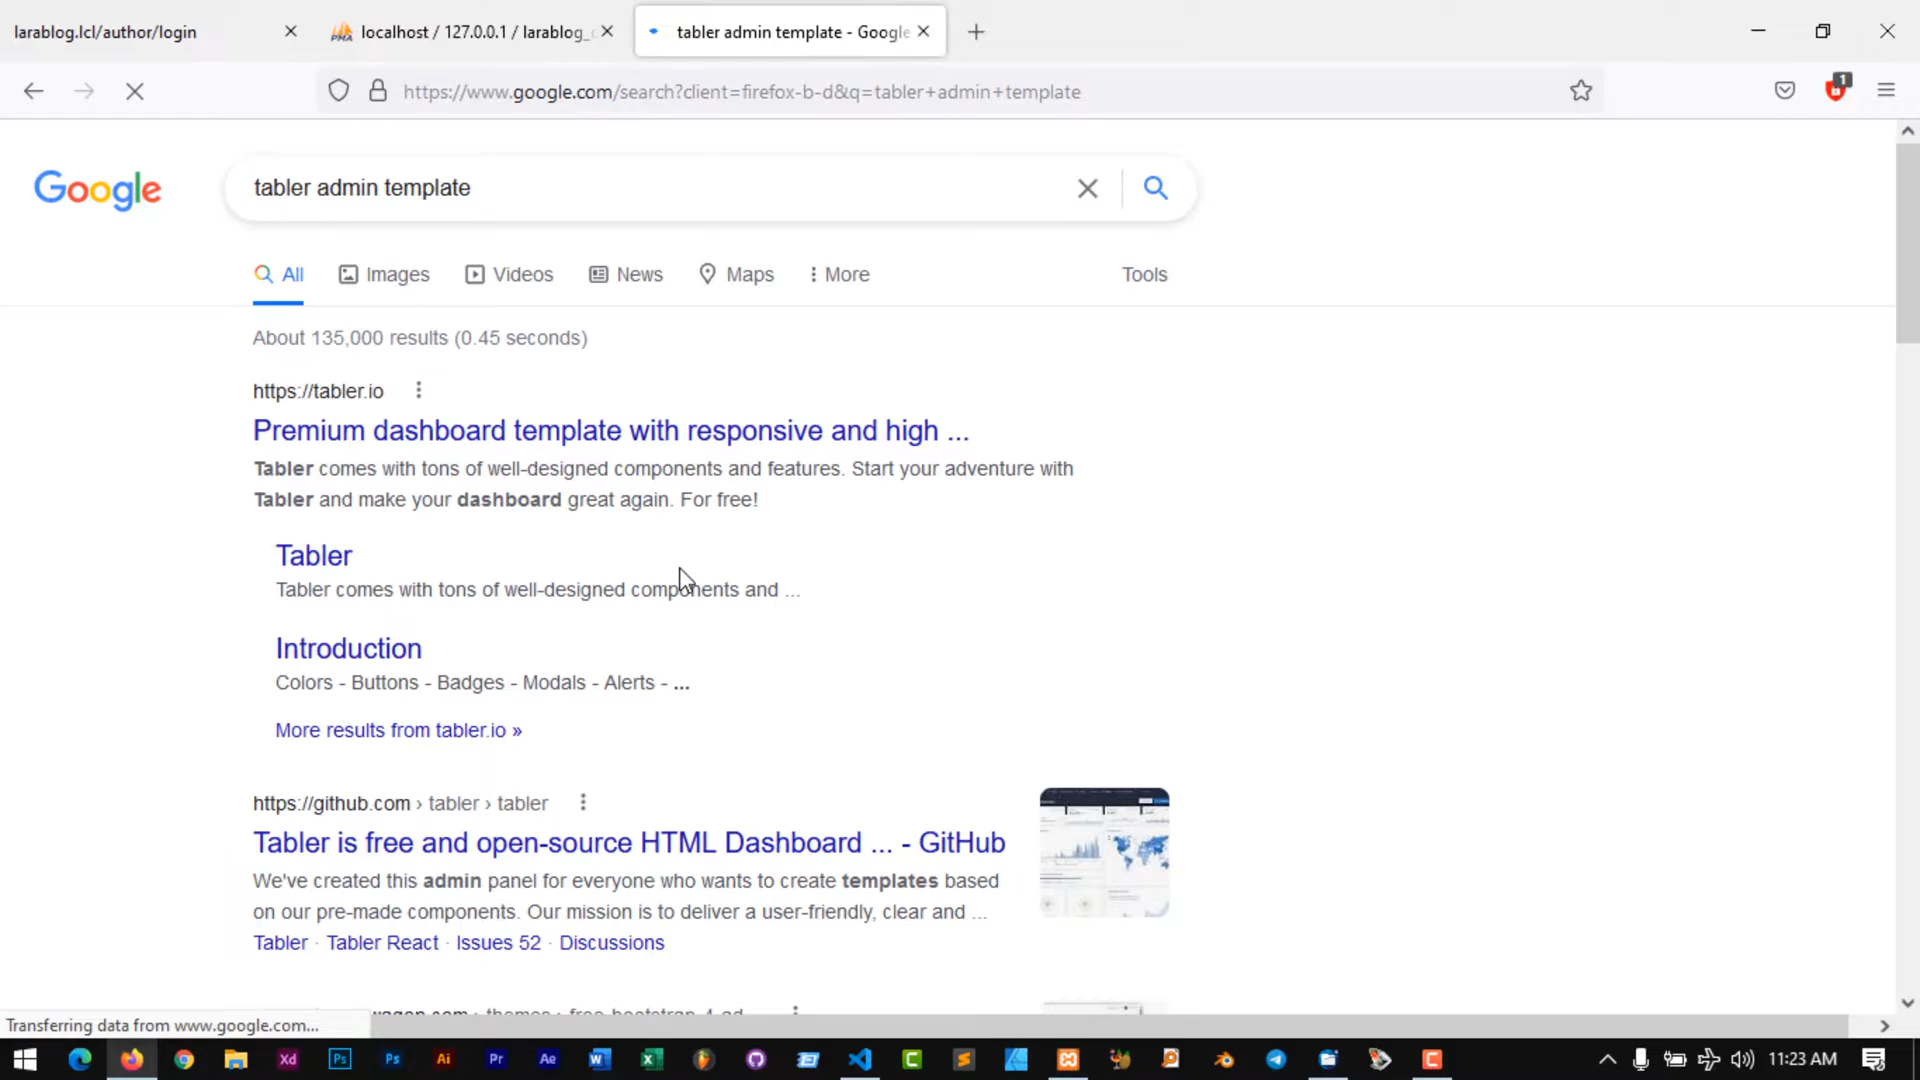 larablog.lcl/author/login
localhost / 127.0.0.1 / larablog_
tabler admin template - Google
https://www.google.com/search?client=firefox-b-d&q=tabler+admin+template
1
Google
tabler admin template
All
Images
Videos
News
Maps
More
Tools
About 135,000 results (0.45 seconds)
https://tabler.io
Premium dashboard template with responsive and high ...
Tabler comes with tons of well-designed components and features. Start your adventure with
Tabler and make your dashboard great again. For free!
Tabler
Tabler comes with tons of well-designed components and ...
Introduction
Colors - Buttons - Badges - Modals - Alerts - ...
More results from tabler.io »
https://github.com › tabler › tabler
Tabler is free and open-source HTML Dashboard ... - GitHub
We've created this admin panel for everyone who wants to create templates based
on our pre-made components. Our mission is to deliver a user-friendly, clear and ...
Tabler · Tabler React · Issues 52 · Discussions
Transferring data from www.google.com...
11:23 AM